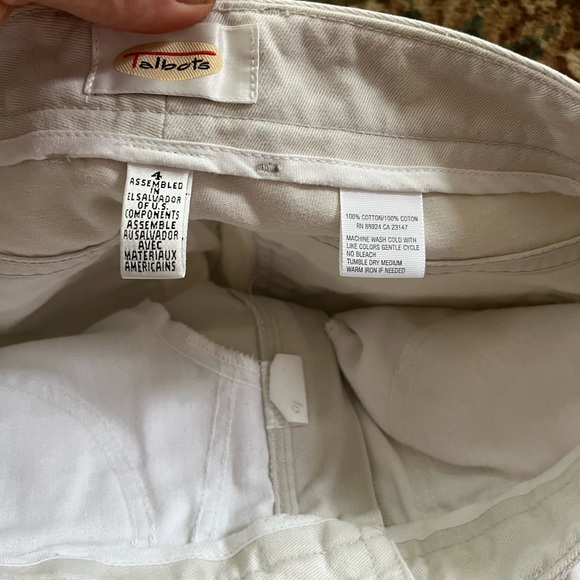 Talbots
4
ASSEMBLED
IN
EL SALVADOR
OF U.S.
COMPONENTS
ASSEMBLE
AU SALVADOR
AVEC
MATERIAUX
AMERICAINS
100% COTTON/100% COTON
RN 86924 CA 23147
MACHINE WASH COLD WITH
LIKE COLORS GENTLE CYCLE
NO BLEACH
TUMBLE DRY MEDIUM
WARM IRON IF NEEDED